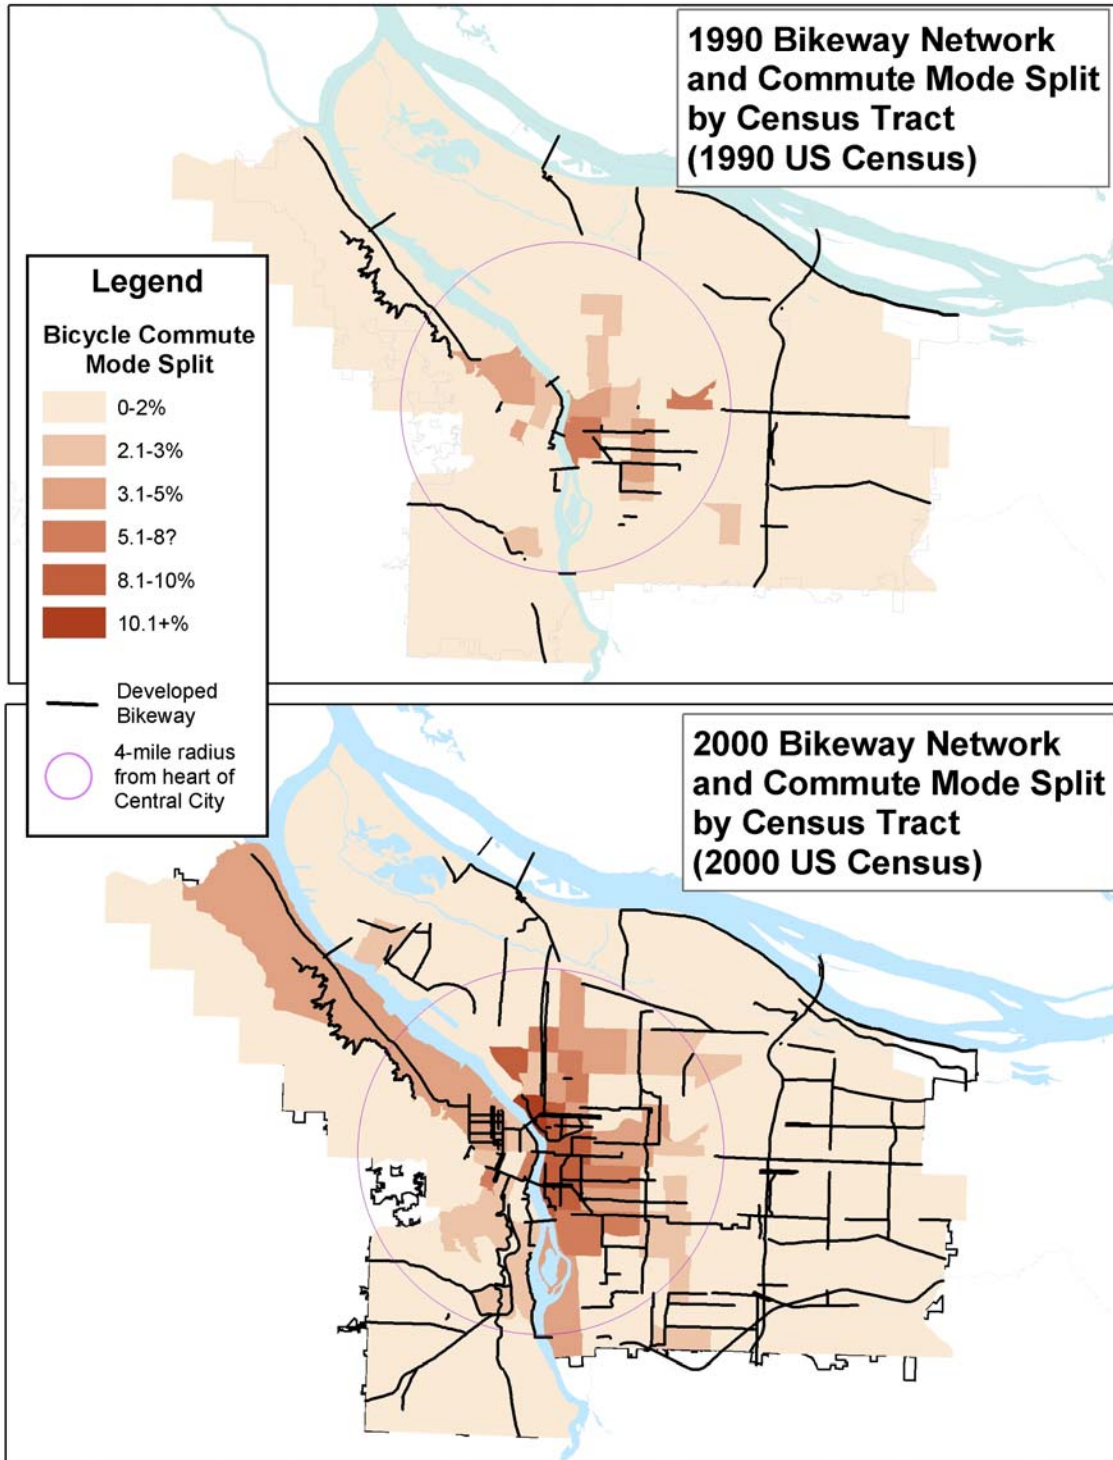 1990 Bikeway Network
and Commute Mode Split
by Census Tract
(1990 US Census)
Legend
Bicycle Commute
Mode Split
0-2%
2.1-3%
3.1-5%
5.1-8?
8.1-10%
10.1+%
Developed
Bikeway
4-mile radius
from heart of
Central City
2000 Bikeway Network
and Commute Mode Split
by Census Tract
(2000 US Census)